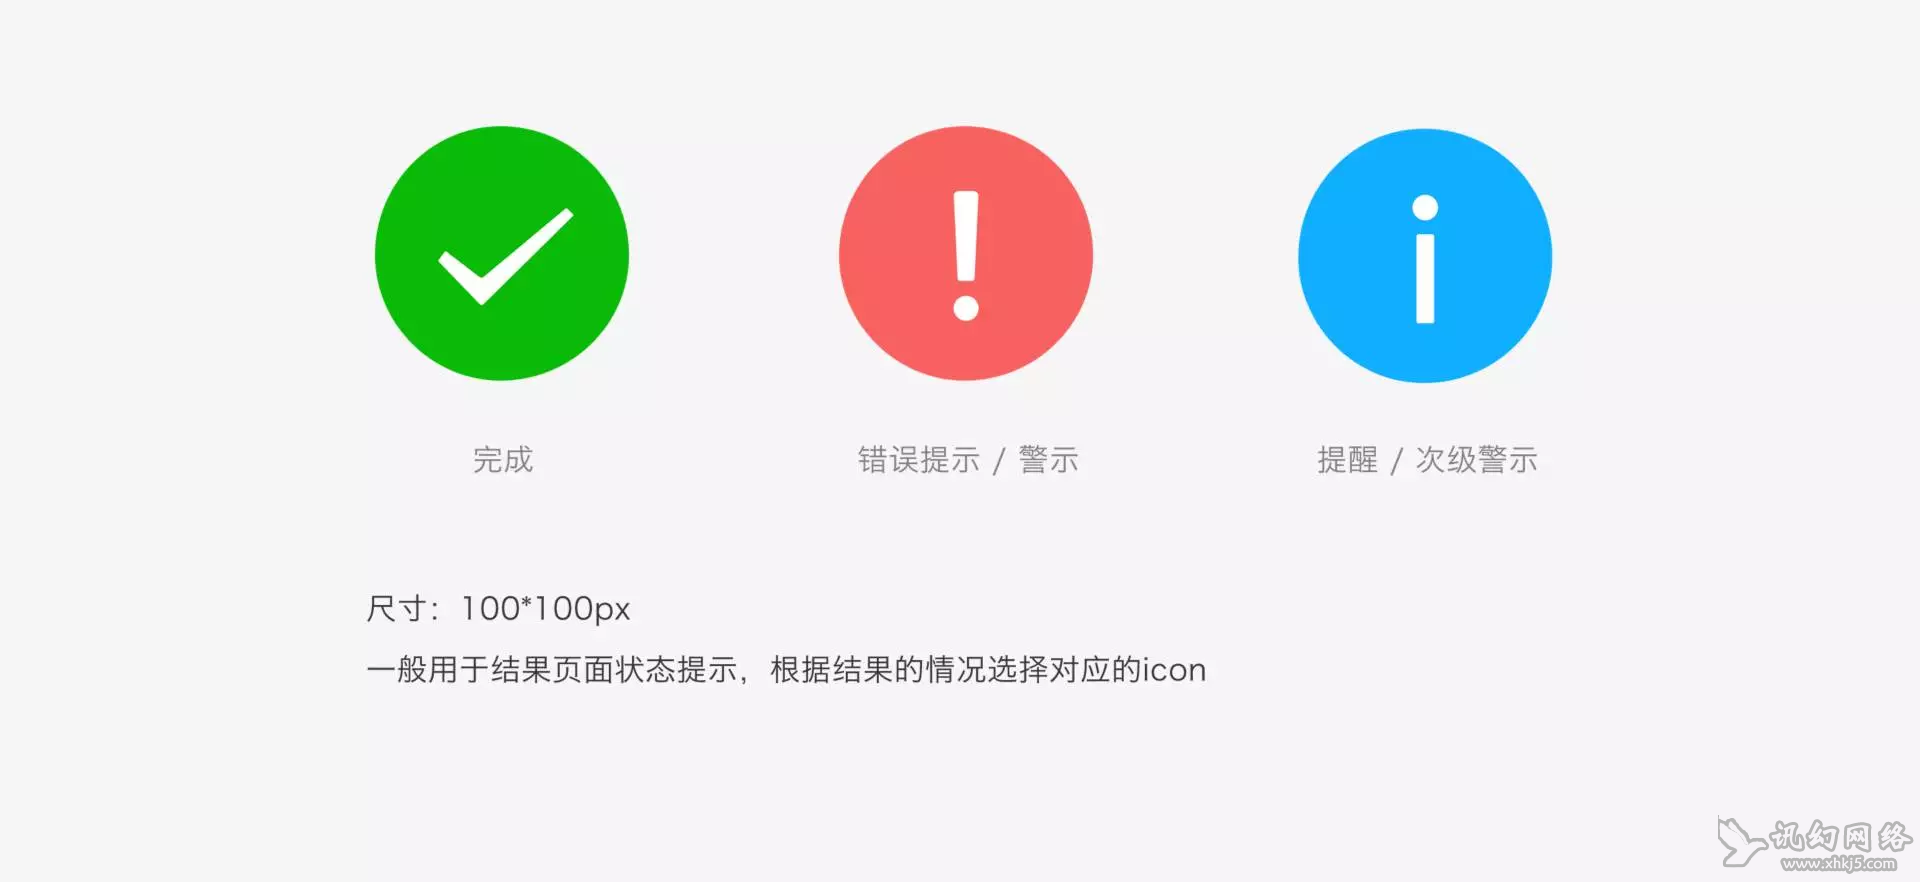 完成
错误提示 / 警示
提醒 / 次级警示
尺寸：100*100px
一般用于结果页面状态提示，根据结果的情况选择对应的icon
讯幻网络
www.xhkj5.com